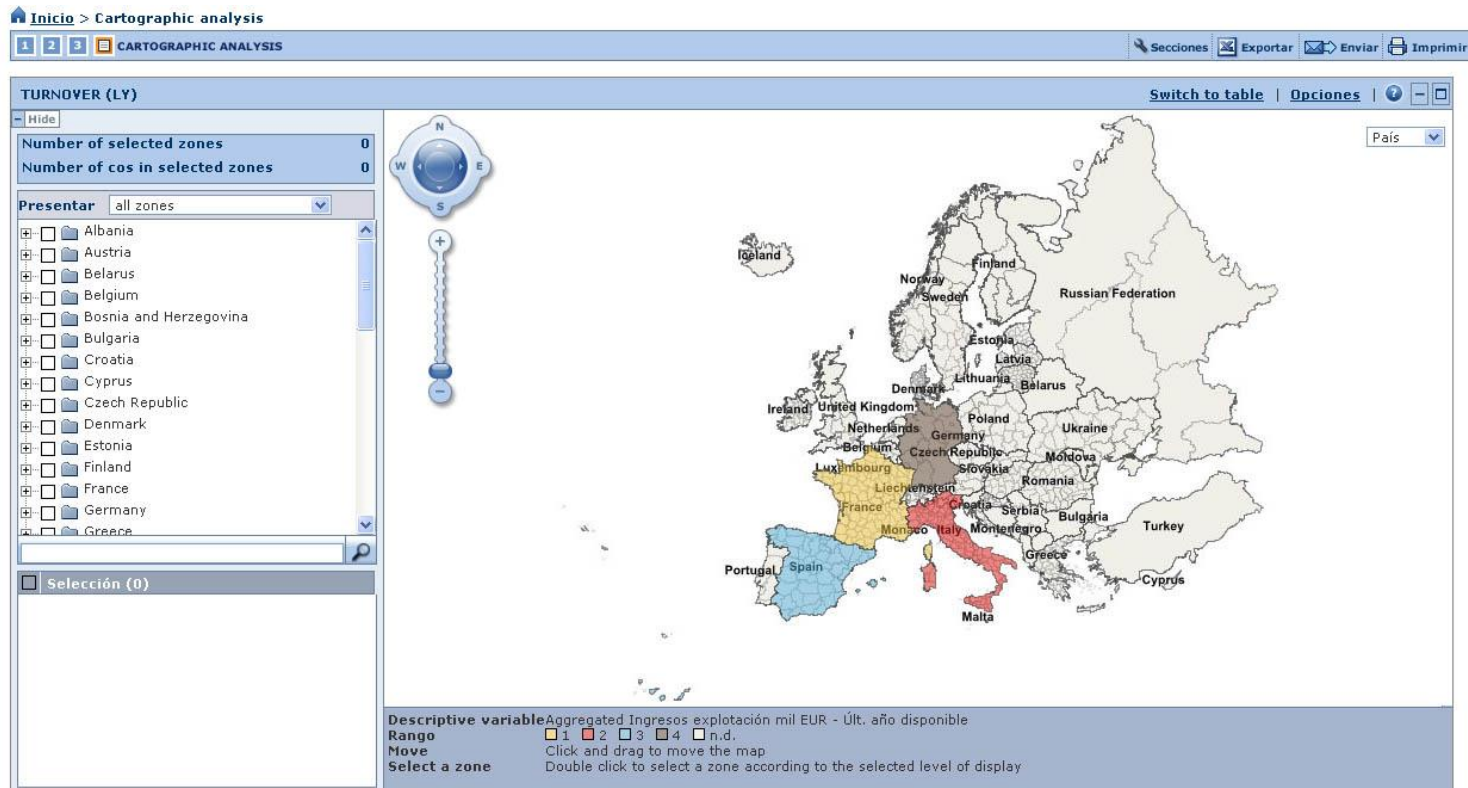 Inicio > Cartographic analysis
1 2 3 CARTOGRAPHIC ANALYSIS
Secciones Exportar Enviar Imprimir
TURNOVER (LY)
Switch to table | Opciones | ?
Hide
Number of selected zones 0
Number of cos in selected zones 0
Presentar all zones
Albania
Austria
Belarus
Belgium
Bosnia and Herzegovina
Bulgaria
Croatia
Cyprus
Czech Republic
Denmark
Estonia
Finland
France
Germany
Greece
Selección (0)
N
W E
S
País
Iceland
Finland
Norway
Sweden
Russian Federation
Estonia
Latvia
Lithuania
Denmark
Belarus
Ireland United Kingdom
Netherlands
Poland
Germany
Ukraine
Belgium
Czech Republic
Moldova
Luxembourg
Slovakia
Romania
Liechtenstein
France
Croatia
Serbia
Bulgaria
Monaco Italy Montenegro
Turkey
Greece
Portugal Spain
Cyprus
Malta
Descriptive variable Aggregated Ingresos explotación mil EUR - Últ. año disponible
Rango 1 2 3 4 n.d.
Move Click and drag to move the map
Select a zone Double click to select a zone according to the selected level of display